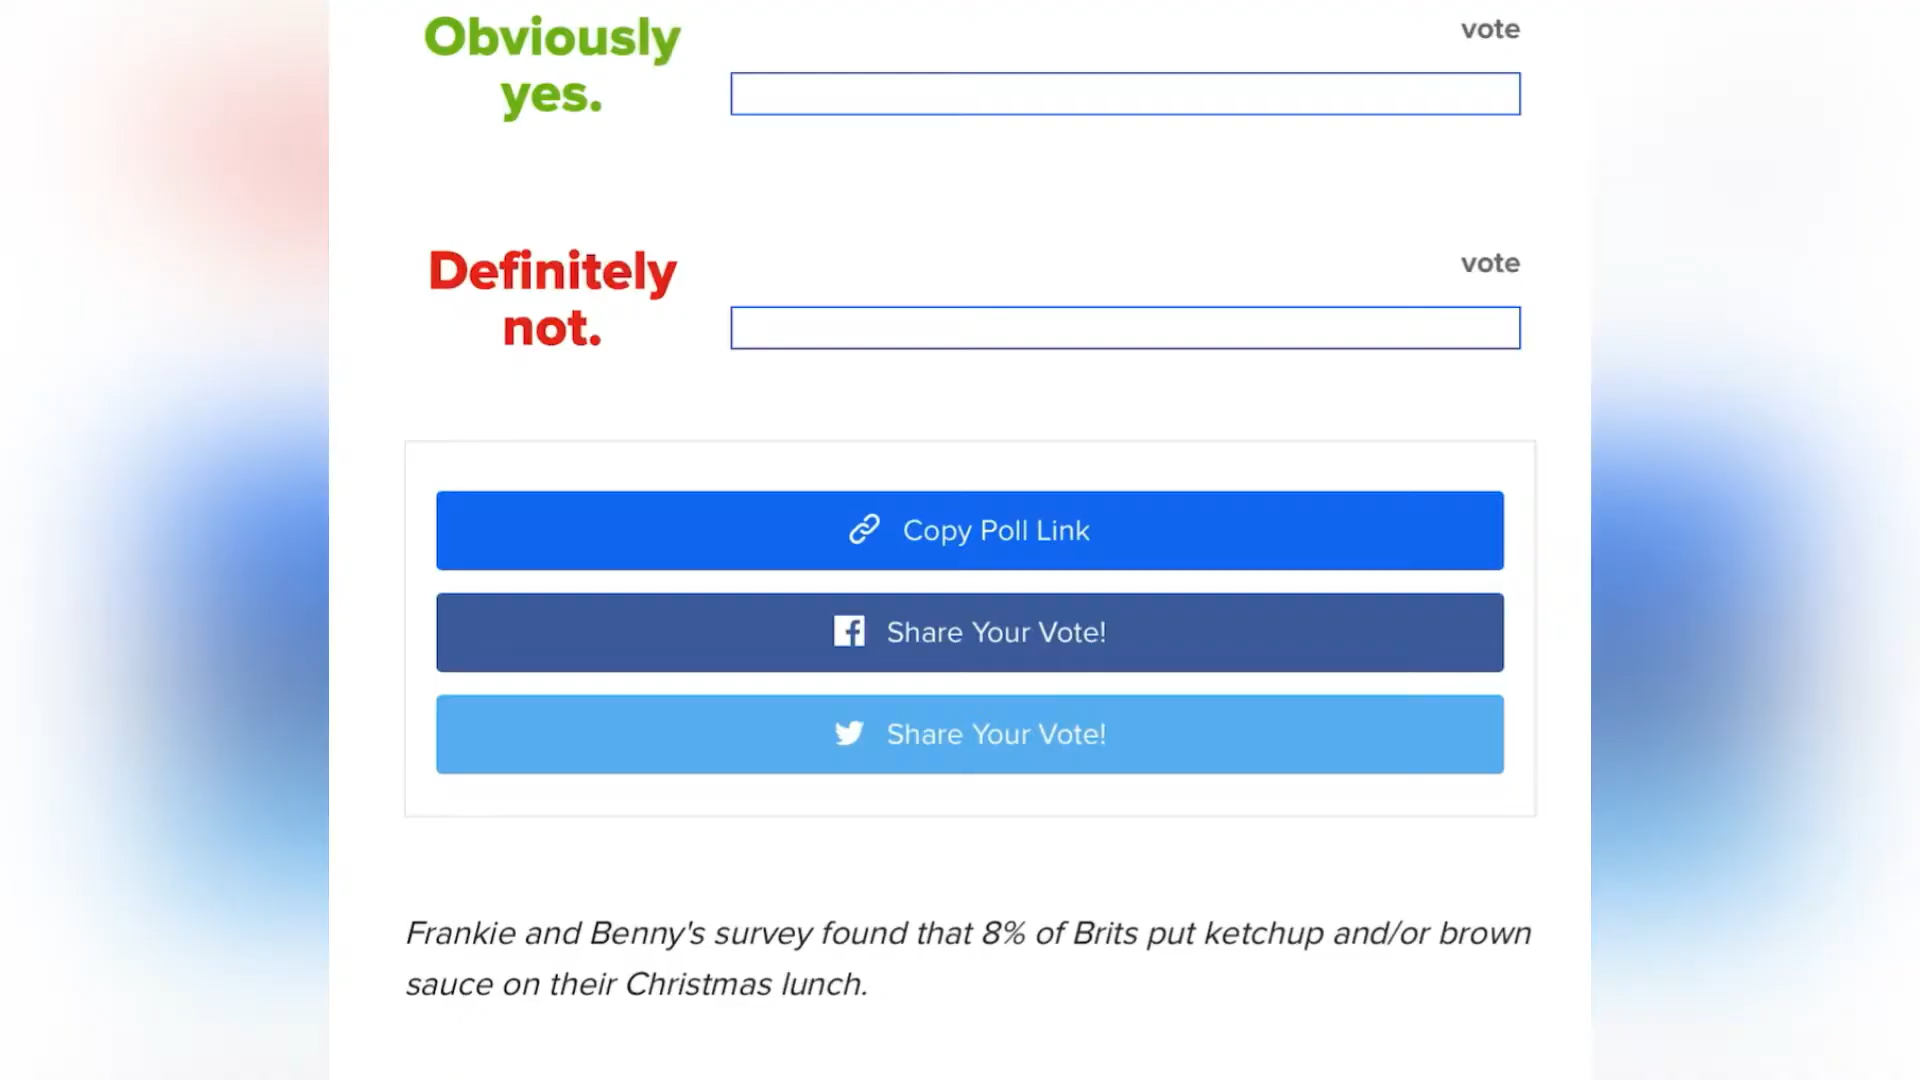 Obviously
yes.
vote
Definitely
not.
vote
Copy Poll Link
Share Your Vote!
Share Your Vote!
Frankie and Benny's survey found that 8% of Brits put ketchup and/or brown
sauce on their Christmas lunch.